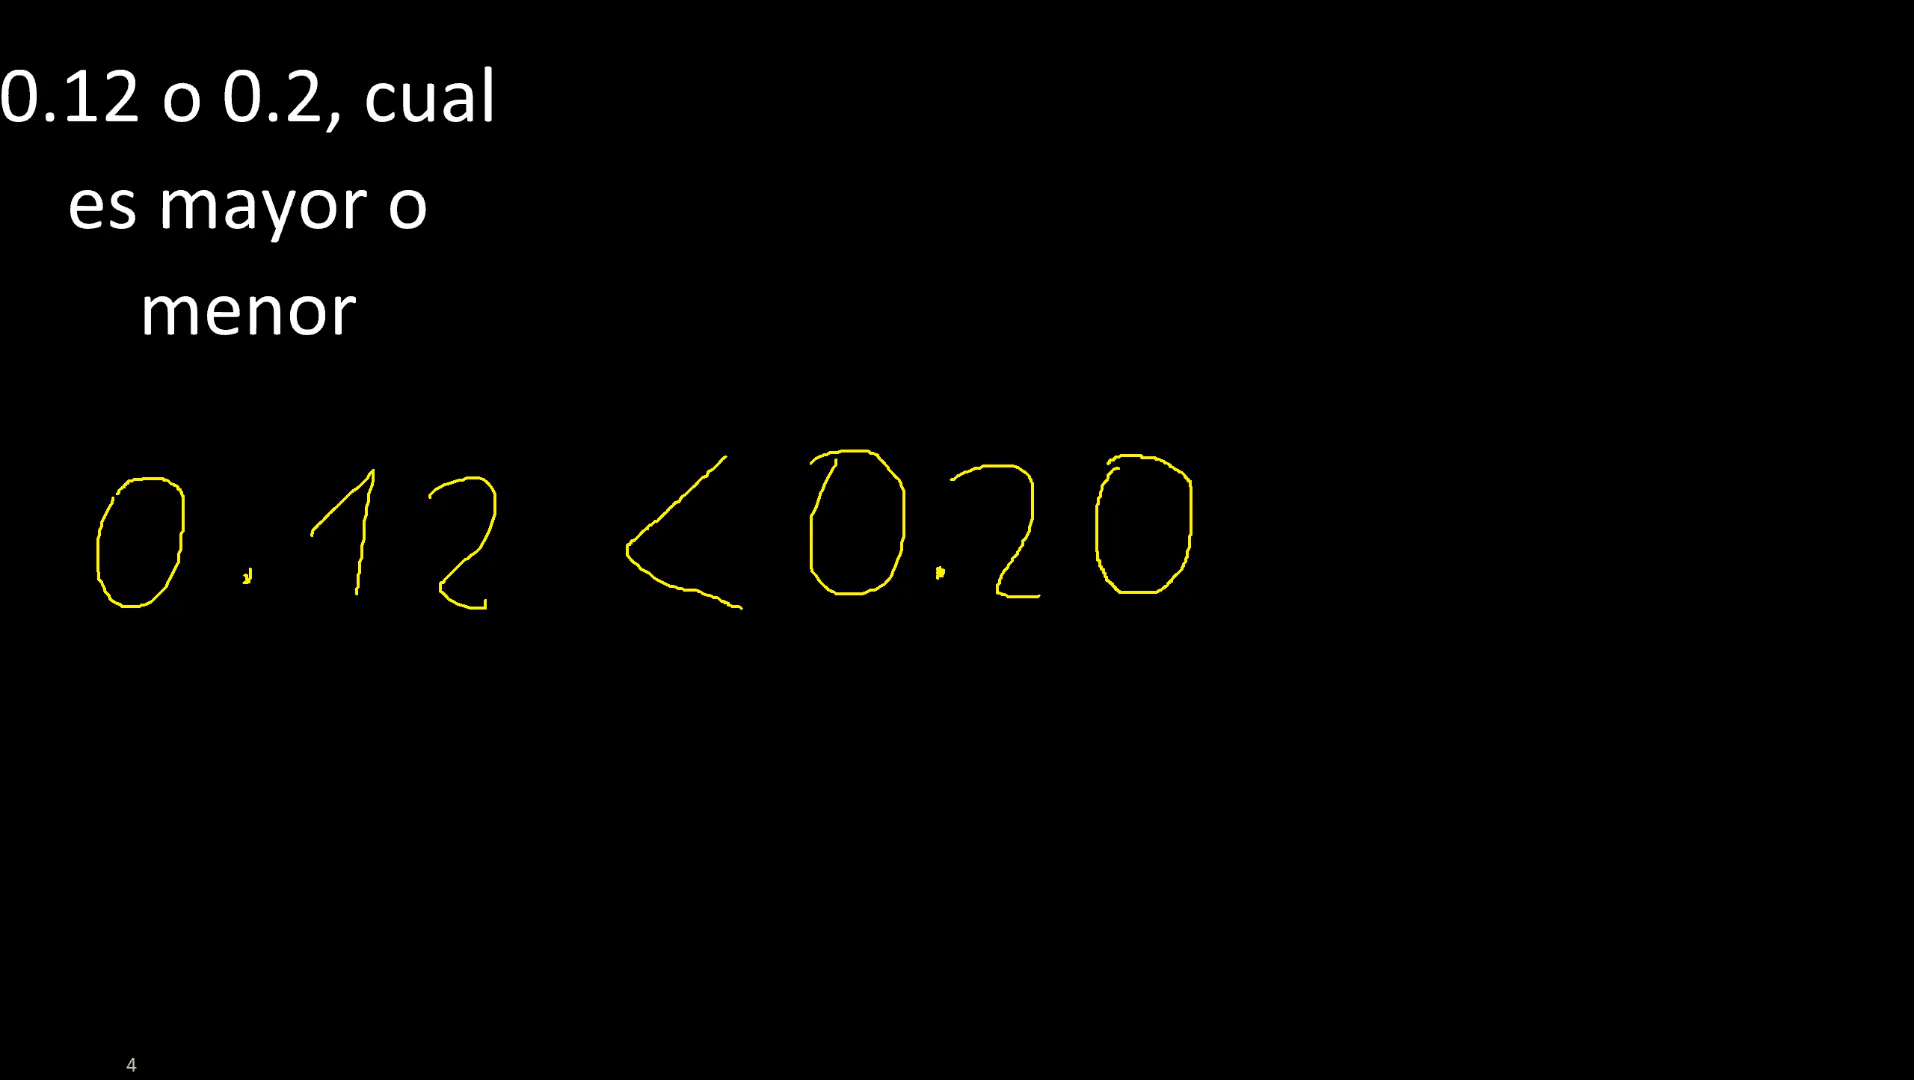 0.12 o 0.2, cual
es mayor o
menor
0.12 < 0.20
4